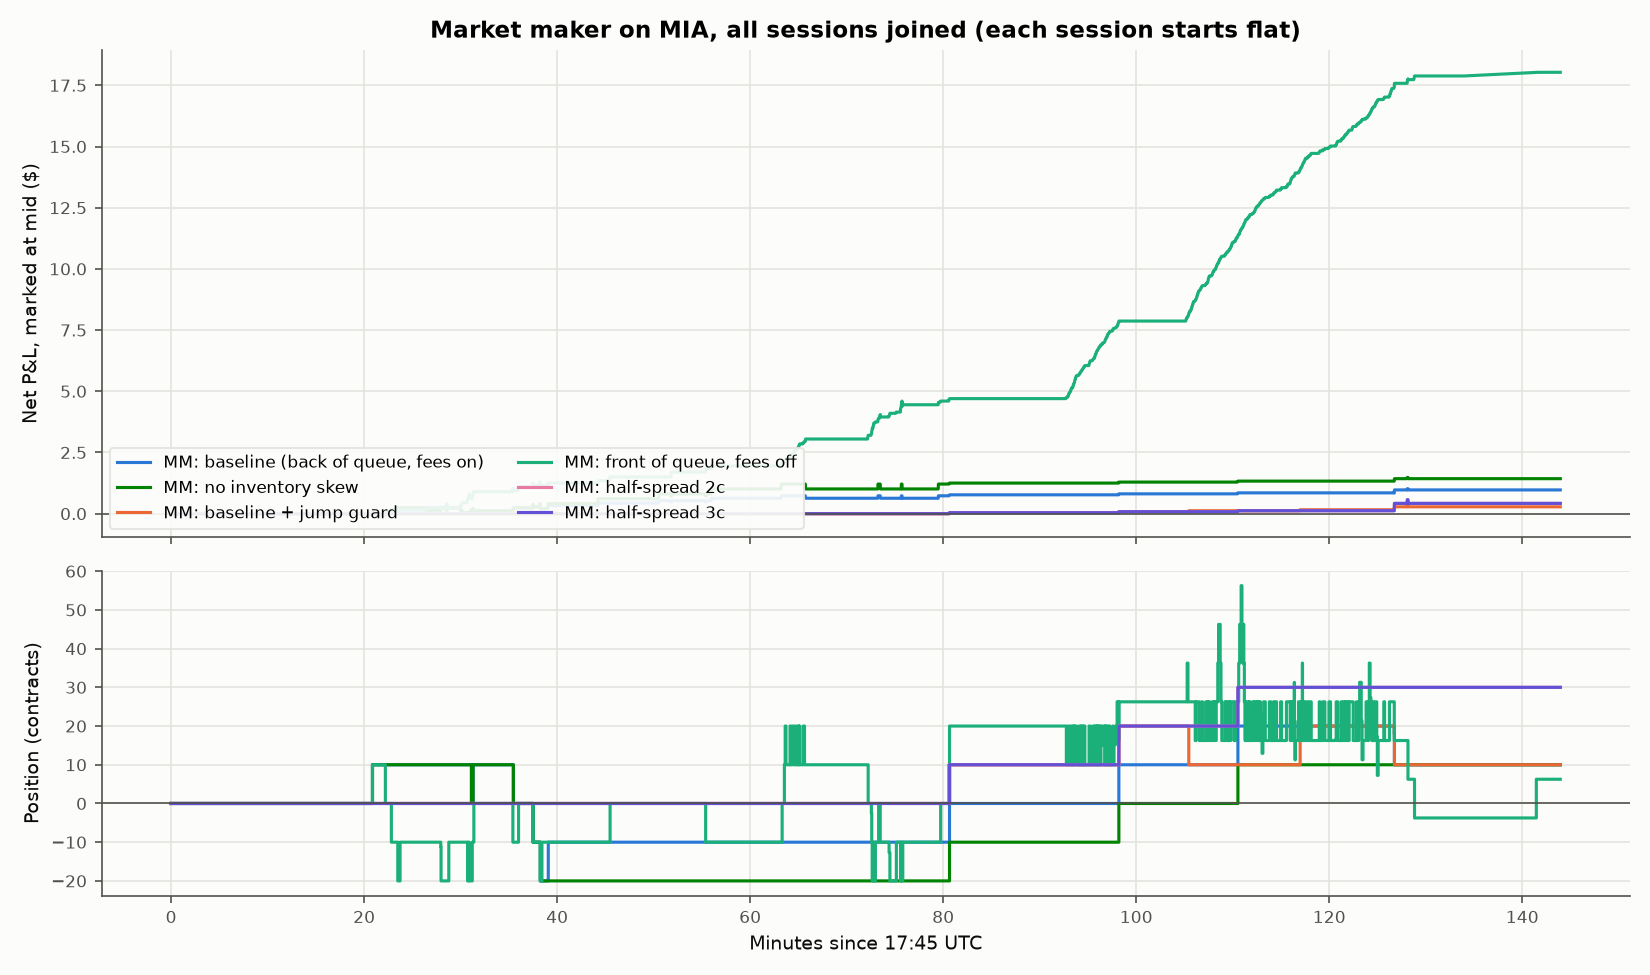 Market maker on MIA, all sessions joined (each session starts flat)
Net P&L, marked at mid ($)
17.5
15.0
12.5
10.0
7.5
5.0
2.5
0.0
MM: baseline (back of queue, fees on)
MM: no inventory skew
MM: baseline + jump guard
MM: front of queue, fees off
MM: half-spread 2c
MM: half-spread 3c
Position (contracts)
60
50
40
30
20
10
0
−10
−20
0 20 40 60 80 100 120 140
Minutes since 17:45 UTC